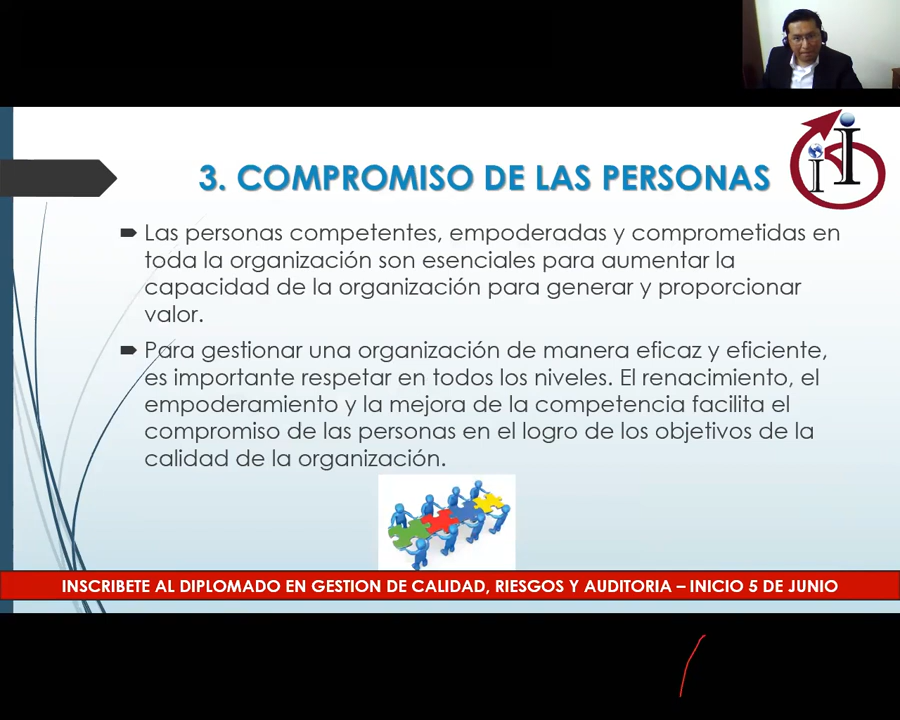 3. COMPROMISO DE LAS PERSONAS
Las personas competentes, empoderadas y comprometidas en
toda la organización son esenciales para aumentar la
capacidad de la organización para generar y proporcionar
valor.
Para gestionar una organización de manera eficaz y eficiente,
es importante respetar en todos los niveles. El renacimiento, el
empoderamiento y la mejora de la competencia facilita el
compromiso de las personas en el logro de los objetivos de la
calidad de la organización.
INSCRIBETE AL DIPLOMADO EN GESTION DE CALIDAD, RIESGOS Y AUDITORIA – INICIO 5 DE JUNIO